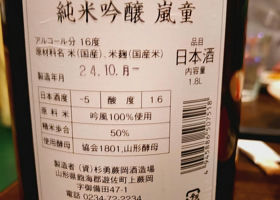 純米吟醸 嵐童
アルコール分 16度
原材料名 米(国産)、米麹(国産米)
製造年月 24.10.月
品目
日本酒
内容量
1.8L
日本酒度 -5 酸度 1.6
原料米 吟風100%使用
精米歩合 50%
使用酵母 協会1801,山形酵母
製造者 (資)杉勇蕨岡酒造場
山形県飽海郡遊佐町上蕨岡
字御備田47-1
電話 0234-72-2234